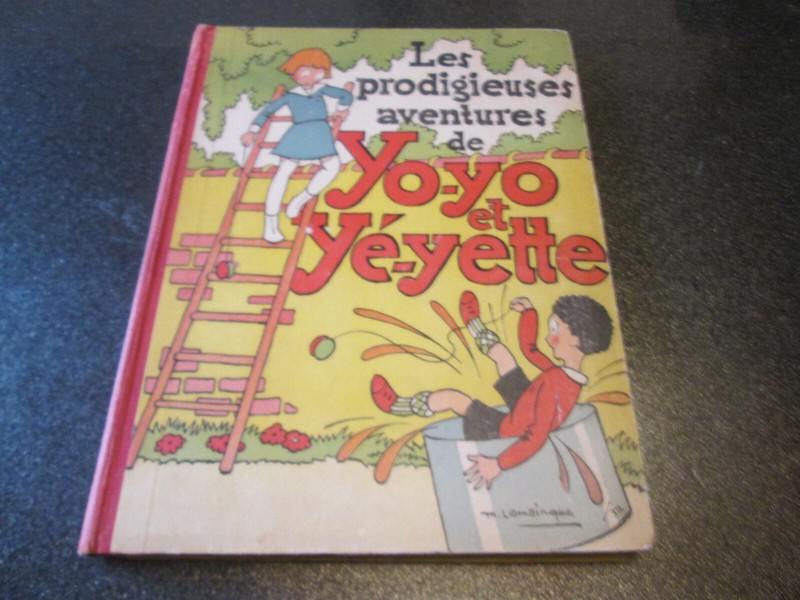 Les
prodigieuses
aventures
de
Yo-yo
et
Yé-yette